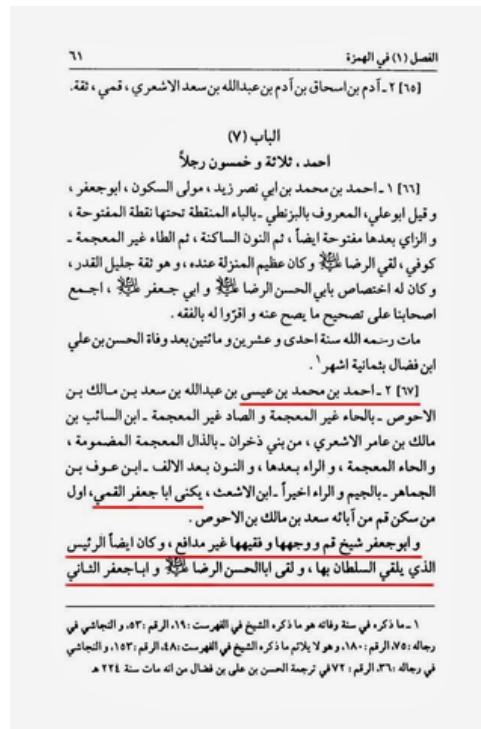 الفصل (١) في الهمزة ٦١
[٦٥] ٢ ـ آدم بن اسحاق بن آدم بن عبدالله بن سعد الاشعري ، قمي ، ثقة.
الباب (٧)
احمد ، ثلاثة و خمسون رجلاً
[٦٦] ١ ـ احمد بن محمد بن ابي نصر زيد ، مولى السكون ، ابوجعفر ،
و قيل ابوعلي، المعروف بالبزنطي ـ بالباء المنقطة تحتها نقطة المفتوحة ،
و الزاي بعدها مفتوحة ايضاً ، ثم النون الساكنة ، ثم الطاء غير المعجمة ـ
كوفي ، لقي الرضا ﵇ و كان عظيم المنزلة عنده ، و هو ثقة جليل القدر ،
و كان له اختصاص بابي الحسن الرضا ﵇ و ابي جعفر ﵇ ، اجمع
اصحابنا على تصحيح ما يصح عنه و اقرّوا له بالفقه .
مات رحمه الله سنة احدى و عشرين و مائتين بعد وفاة الحسن بن علي
ابن فضال بثمانية اشهر ١ .
[٦٧] ٢ ـ احمد بن محمد بن عيسى بن عبدالله بن سعد بن مالك بن
الاحوص ـ بالحاء غير المعجمة و الصاد غير المعجمة ـ ابن السائب بن
مالك بن عامر الاشعري ، من بني ذخران ـ بالذال المعجمة المضمومة ،
و الخاء المعجمة ، و الراء بعدها ، و النون بعد الالف ـ ابن عوف بن
الجماهر ـ بالجيم و الراء اخيراً ـ ابن الاشعث ، يكنى ابا جعفر القمي، اول
من سكن قم من آبائه سعد بن مالك بن الاحوص .
و ابوجعفر شيخ قم و وجهها و فقيهها غير مدافع ، و كان ايضاً الرئيس
الذي يلقي السلطان بها ، و لقى اباالحسن الرضا ﵇ و اباجعفر الثاني
١ ـ ما ذكره في سنة وفاته هو ما ذكره الشيخ في الفهرست : ١٩، الرقم : ٥٣، و النجاشي في
رجاله : ٧٥، الرقم : ١٨٠، و هو لا يلائم ما ذكره الشيخ في الفهرست : ٤٨، الرقم : ١٥٣، و النجاشي
في رجاله : ٣٦، الرقم : ٧٢ في ترجمة الحسن بن علي بن فضال من انه مات سنة ٢٢٤ هـ